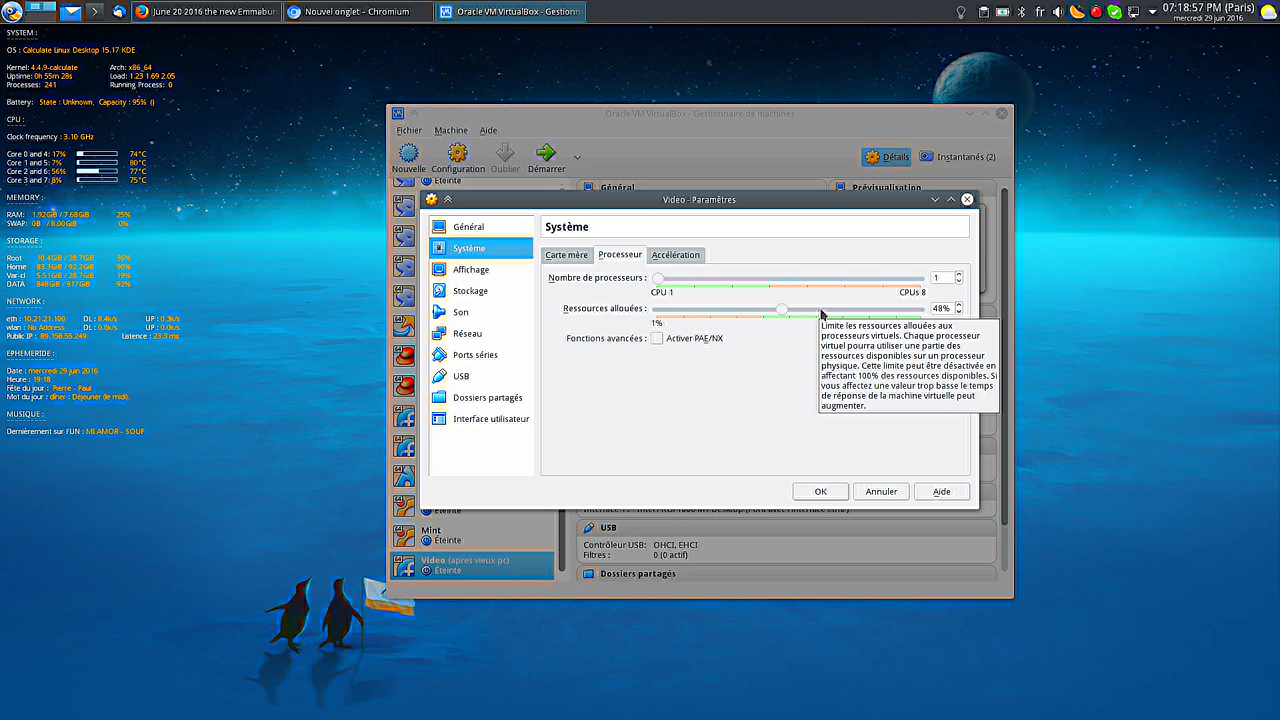 June 20 2016 the new Emmabun
Nouvel onglet - Chromium
Oracle VM VirtualBox - Gestionn
fr
07:18:57 PM (Paris)
mercredi 29 juin 2016
SYSTEM :
OS : Calculate Linux Desktop 15.17 KDE
Kernel: 4.4.9-calculate Arch: x86_64
Uptime: 0h 55m 28s Load: 1.23 1.69 2.05
Processes: 241 Running Process: 0
Battery: State : Unknown, Capacity : 95% ()
CPU :
Clock frequency : 3.10 GHz
Core 0 and 4: 17% 74°C
Core 1 and 5: 7% 80°C
Core 2 and 6: 56% 77°C
Core 3 and 7: 8% 75°C
MEMORY :
RAM: 1.92GiB / 7.68GiB 25%
SWAP: 0B / 8.00GiB 0%
STORAGE :
Root 10.4GiB / 28.7GiB 36%
Home 83.3GiB / 92.2GiB 90%
Var-cl 5.51GiB / 28.7GiB 19%
DATA 848GiB / 917GiB 92%
NETWORK :
eth : 10.21.21.100 DL : 8.4k/s UP : 0.3k/s
wlan : No Address DL : 0.0k/s UP : 0.0k/s
Public IP : 89.158.55.249 Latence : 23.3 ms
EPHEMERIDE :
Date : mercredi 29 juin 2016
Heure : 19:18
Fête du jour : Pierre - Paul
Mot du jour : dîner : Déjeuner (le midi).
MUSIQUE :
Dernièrement sur FUN : MI AMOR - SOUF
Oracle VM VirtualBox - Gestionnaire de machines
Fichier Machine Aide
Nouvelle Configuration Oublier Démarrer
Détails Instantanés (2)
Éteinte
Général
Prévisualisation
Video - Paramètres
Général
Système
Affichage
Stockage
Son
Réseau
Ports séries
USB
Dossiers partagés
Interface utilisateur
Système
Carte mère Processeur Accélération
Nombre de processeurs : 1
CPU 1 CPUs 8
Ressources allouées : 48%
1%
Fonctions avancées : Activer PAE/NX
Limite les ressources allouées aux
processeurs virtuels. Chaque processeur
virtuel pourra utiliser une partie des
ressources disponibles sur un processeur
physique. Cette limite peut être désactivée en
affectant 100% des ressources disponibles. Si
vous affectez une valeur trop basse le temps
de réponse de la machine virtuelle peut
augmenter.
OK Annuler Aide
Éteinte
Mint
Éteinte
Video (apres vieux pc)
Éteinte
USB
Contrôleur USB: OHCI, EHCI
Filtres : 0 (0 actif)
Dossiers partagés